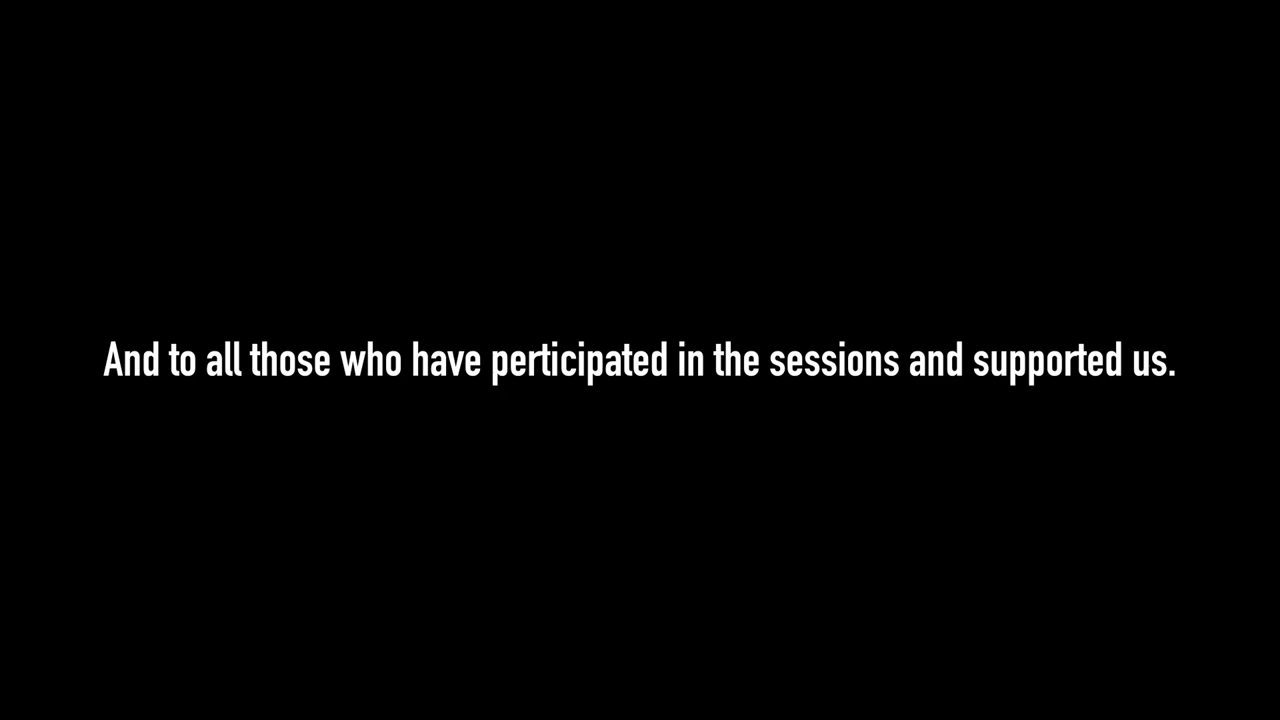 And to all those who have perticipated in the sessions and supported us.